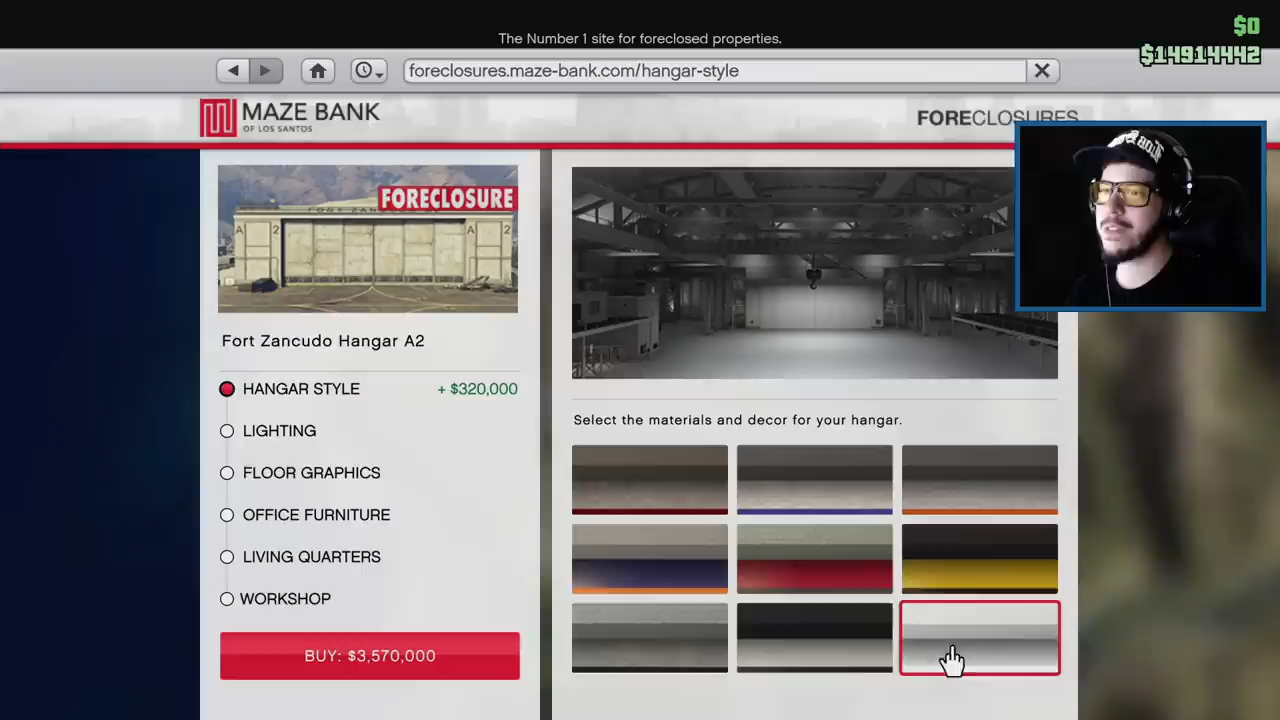 $0
$14914442
The Number 1 site for foreclosed properties.
foreclosures.maze-bank.com/hangar-style
MAZE BANK
OF LOS SANTOS
FORECLOSURES
FORECLOSURE
A 2
A 2
Fort Zancudo Hangar A2
HANGAR STYLE + $320,000
LIGHTING
FLOOR GRAPHICS
OFFICE FURNITURE
LIVING QUARTERS
WORKSHOP
BUY: $3,570,000
Select the materials and decor for your hangar.